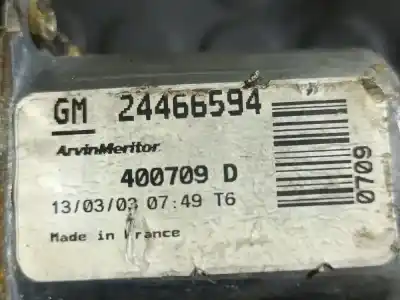 GM 24466594
ArvinMeritor
400709 D
13/03/03 07:49 T6
Made in France
0709